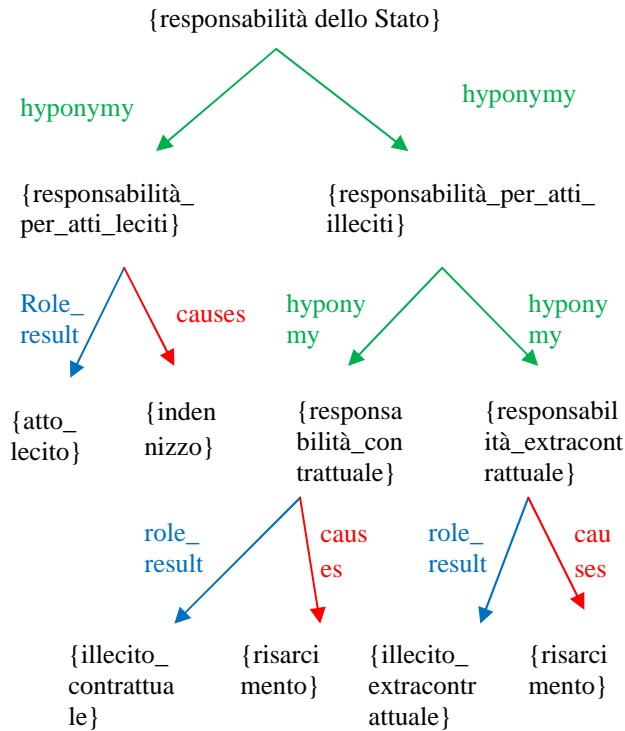 {responsabilità dello Stato}
hyponymy
hyponymy
{responsabilità_
per_atti_leciti}
{responsabilità_per_atti_
illeciti}
Role_
result
causes
hypony
my
hypony
my
{atto_
lecito}
{inden
nizzo}
{responsa
bilità_con
trattuale}
{responsabil
ità_extracont
rattuale}
role_
result
caus
es
role_
result
cau
ses
{illecito_
contrattua
le}
{risarci
mento}
{illecito_
extracontr
attuale}
{risarci
mento}